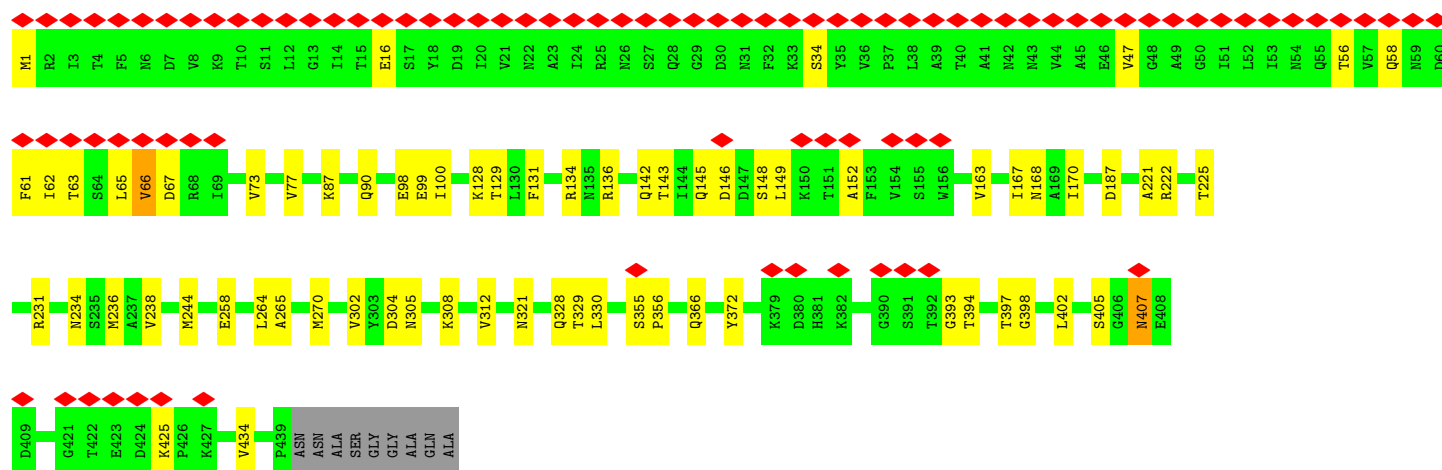 M1 R2 I3 T4 F5 N6 D7 V8 K9 T10 S11 L12 G13 I14 T15 E16 S17 Y18 D19 I20 V21 N22 A23 I24 R25 N26 S27 Q28 G29 D30 N31 F32 K33 S34 Y35 V36 P37 L38 A39 T40 A41 N42 N43 V44 A45 E46 V47 G48 A49 G50 I51 L52 I53 N54 Q55 T56 V57 Q58 N59 D60
F61 I62 T63 S64 L65 V66 D67 R68 I69 V73 V77 K87 Q90 E98 E99 I100 K128 T129 L130 F131 R134 N135 R136 Q142 T143 I144 Q145 D146 D147 S148 L149 K150 T151 A152 F153 V154 S155 W156 V163 I167 N168 A169 I170 D187 A221 R222 T225
R231 N234 S235 M236 A237 V238 M244 E258 L264 A265 M270 V302 Y303 D304 N305 K308 V312 N321 Q328 T329 L330 S355 P356 Q366 Y372 K379 D380 H381 K382 G390 S391 T392 G393 T394 T397 G398 L402 S405 G406 N407 E408
D409 G421 T422 E423 D424 K425 P426 K427 V434 P439 ASN ASN ALA SER GLY GLY ALA GLN ALA